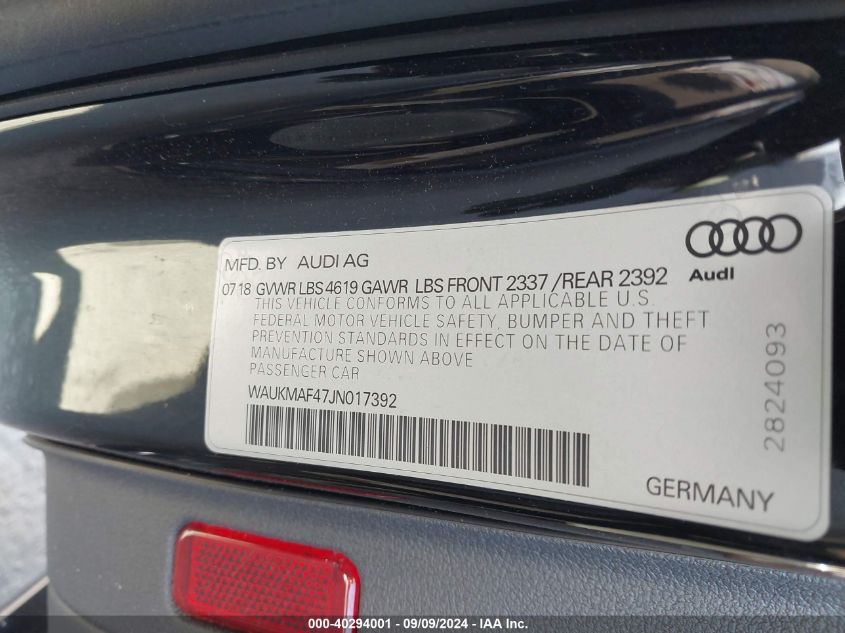 MFD. BY AUDI AG
Audi
0718 GVWR LBS 4619 GAWR LBS FRONT 2337 /REAR 2392
THIS VEHICLE CONFORMS TO ALL APPLICABLE U.S.
FEDERAL MOTOR VEHICLE SAFETY, BUMPER AND THEFT
PREVENTION STANDARDS IN EFFECT ON THE DATE OF
MANUFACTURE SHOWN ABOVE
PASSENGER CAR
WAUKMAF47JN017392
2824093
GERMANY
000-40294001 - 09/09/2024 - IAA Inc.